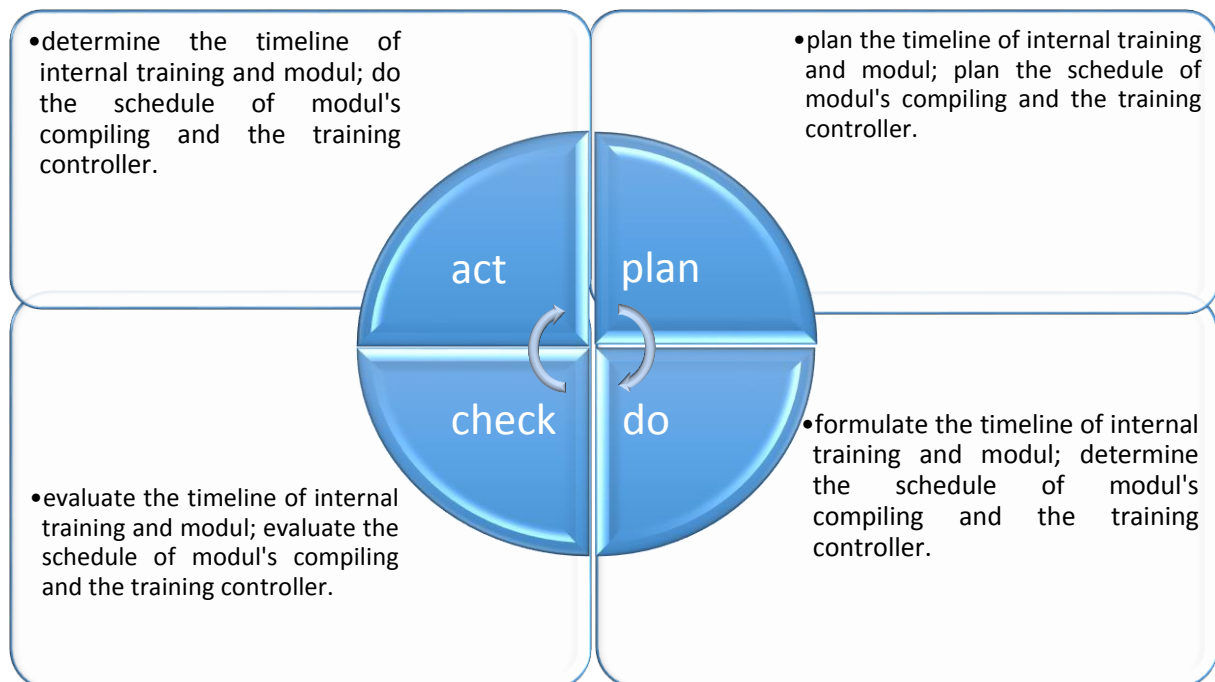 •determine the timeline of
internal training and modul; do
the schedule of modul's
compiling and the training
controller.
•plan the timeline of internal training
and modul; plan the schedule of
modul's compiling and the training
controller.
act
plan
check
do
•evaluate the timeline of internal
training and modul; evaluate the
schedule of modul's compiling
and the training controller.
•formulate the timeline of internal
training and modul; determine
the schedule of modul's
compiling and the training
controller.